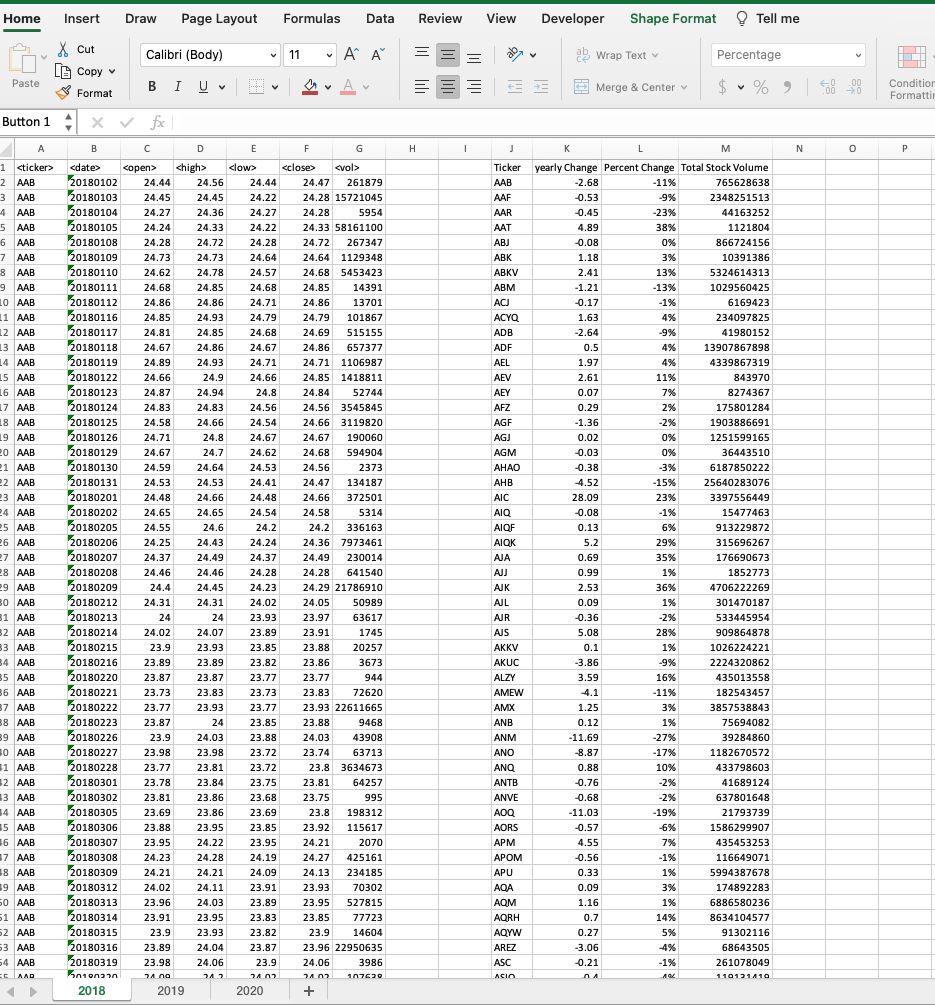 Home Insert Draw Page Layout Formulas Data Review View Developer Shape Format Tell me
Cut
Calibri (Body) 11 A A Wrap Text Percentage
Copy
Paste Format B I U A Merge & Center $ % Condition
Formatti
Button 1 fx
A B C D E F G H I J K L M N O P
1 <ticker> <date> <open> <high> <low> <close> <vol> Ticker yearly Change Percent Change Total Stock Volume
2 AAB 20180102 24.44 24.56 24.44 24.47 261879 AAB -2.68 -11% 765628638
3 AAB 20180103 24.45 24.45 24.22 24.28 15721045 AAF -0.53 -9% 2348251513
4 AAB 20180104 24.27 24.36 24.27 24.28 5954 AAR -0.45 -23% 44163252
5 AAB 20180105 24.24 24.33 24.22 24.33 58161100 AAT 4.89 38% 1121804
6 AAB 20180108 24.28 24.72 24.28 24.72 267347 ABJ -0.08 0% 866724156
7 AAB 20180109 24.73 24.73 24.64 24.64 1129348 ABK 1.18 3% 10391386
8 AAB 20180110 24.62 24.78 24.57 24.68 5453423 ABKV 2.41 13% 5324614313
9 AAB 20180111 24.68 24.85 24.68 24.85 14391 ABM -1.21 -13% 1029560425
10 AAB 20180112 24.86 24.86 24.71 24.86 13701 ACJ -0.17 -1% 6169423
11 AAB 20180116 24.85 24.93 24.79 24.79 101867 ACYQ 1.63 4% 234097825
12 AAB 20180117 24.81 24.85 24.68 24.69 515155 ADB -2.64 -9% 41980152
13 AAB 20180118 24.67 24.86 24.67 24.86 657377 ADF 0.5 4% 13907867898
14 AAB 20180119 24.89 24.93 24.71 24.71 1106987 AEL 1.97 4% 4339867319
15 AAB 20180122 24.66 24.9 24.66 24.85 1418811 AEV 2.61 11% 843970
16 AAB 20180123 24.87 24.94 24.8 24.84 52744 AEY 0.07 7% 8274367
17 AAB 20180124 24.83 24.83 24.56 24.56 3545845 AFZ 0.29 2% 175801284
18 AAB 20180125 24.58 24.66 24.54 24.66 3119820 AGF -1.36 -2% 1903886691
19 AAB 20180126 24.71 24.8 24.67 24.67 190060 AGJ 0.02 0% 1251599165
20 AAB 20180129 24.67 24.7 24.62 24.68 594904 AGM -0.03 0% 36443510
21 AAB 20180130 24.59 24.64 24.53 24.56 2373 AHAO -0.38 -3% 6187850222
22 AAB 20180131 24.53 24.53 24.41 24.47 134187 AHB -4.52 -15% 25640283076
23 AAB 20180201 24.48 24.66 24.48 24.66 372501 AIC 28.09 23% 3397556449
24 AAB 20180202 24.65 24.65 24.54 24.58 5314 AIQ -0.08 -1% 15477463
25 AAB 20180205 24.55 24.6 24.2 24.2 336163 AIQF 0.13 6% 913229872
26 AAB 20180206 24.25 24.43 24.24 24.36 7973461 AIQK 5.2 29% 315696267
27 AAB 20180207 24.37 24.49 24.37 24.49 230014 AJA 0.69 35% 176690673
28 AAB 20180208 24.46 24.46 24.28 24.28 641540 AJJ 0.99 1% 1852773
29 AAB 20180209 24.4 24.45 24.23 24.29 21786910 AJK 2.53 36% 4706222269
30 AAB 20180212 24.31 24.31 24.02 24.05 50989 AJL 0.09 1% 301470187
31 AAB 20180213 24 24 23.93 23.97 63617 AJR -0.36 -2% 533445954
32 AAB 20180214 24.02 24.07 23.89 23.91 1745 AJS 5.08 28% 909864878
33 AAB 20180215 23.9 23.93 23.85 23.88 20257 AKKV 0.1 1% 1026224221
34 AAB 20180216 23.89 23.89 23.82 23.86 3673 AKUC -3.86 -9% 2224320862
35 AAB 20180220 23.87 23.87 23.77 23.77 944 ALZY 3.59 16% 435013558
36 AAB 20180221 23.73 23.83 23.73 23.83 72620 AMEW -4.1 -11% 182543457
37 AAB 20180222 23.77 23.93 23.77 23.93 22611665 AMX 1.25 3% 3857538843
38 AAB 20180223 23.87 24 23.85 23.88 9468 ANB 0.12 1% 75694082
39 AAB 20180226 23.9 24.03 23.88 24.03 43908 ANM -11.69 -27% 39284860
40 AAB 20180227 23.98 23.98 23.72 23.74 63713 ANO -8.87 -17% 1182670572
41 AAB 20180228 23.77 23.81 23.72 23.8 3634673 ANQ 0.88 10% 433798603
42 AAB 20180301 23.78 23.84 23.75 23.81 64257 ANTB -0.76 -2% 41689124
43 AAB 20180302 23.81 23.86 23.68 23.75 995 ANVE -0.68 -2% 637801648
44 AAB 20180305 23.69 23.86 23.69 23.8 198312 AOQ -11.03 -19% 21793739
45 AAB 20180306 23.88 23.95 23.85 23.92 115617 AORS -0.57 -6% 1586299907
46 AAB 20180307 23.95 24.22 23.95 24.21 2070 APM 4.55 7% 435453253
47 AAB 20180308 24.23 24.28 24.19 24.27 425161 APOM -0.56 -1% 116649071
48 AAB 20180309 24.21 24.21 24.09 24.13 234185 APU 0.33 1% 5994387678
49 AAB 20180312 24.02 24.11 23.91 23.93 70302 AQA 0.09 3% 174892283
50 AAB 20180313 23.96 24.03 23.89 23.95 527815 AQM 1.16 1% 6886580236
51 AAB 20180314 23.91 23.95 23.83 23.85 77723 AQRH 0.7 14% 8634104577
52 AAB 20180315 23.9 23.93 23.82 23.9 14604 AQYW 0.27 5% 91302116
53 AAB 20180316 23.89 24.04 23.87 23.96 22950635 AREZ -3.06 -4% 68643505
54 AAB 20180319 23.98 24.06 23.9 24.06 3986 ASC -0.21 -1% 261078049
55 AAB 20180320 24.09 24.2 24.02 24.02 107638 ASIO -0.4 -4% 119131419
2018 2019 2020 +